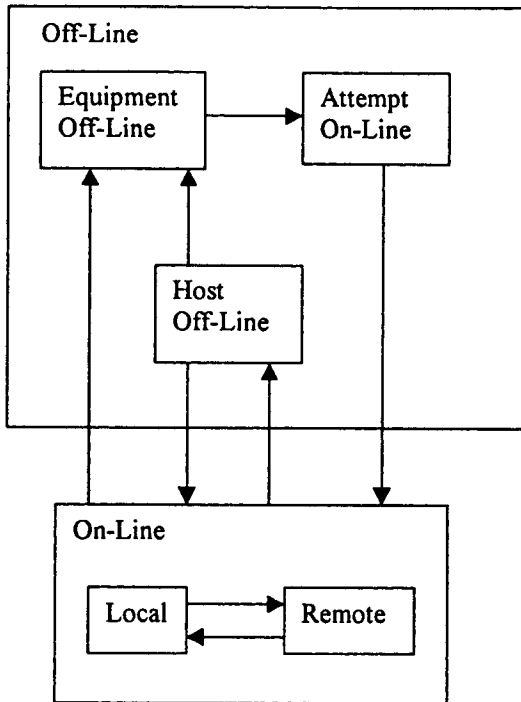 Off-Line
Equipment
Off-Line
Attempt
On-Line
Host
Off-Line
On-Line
Local
Remote